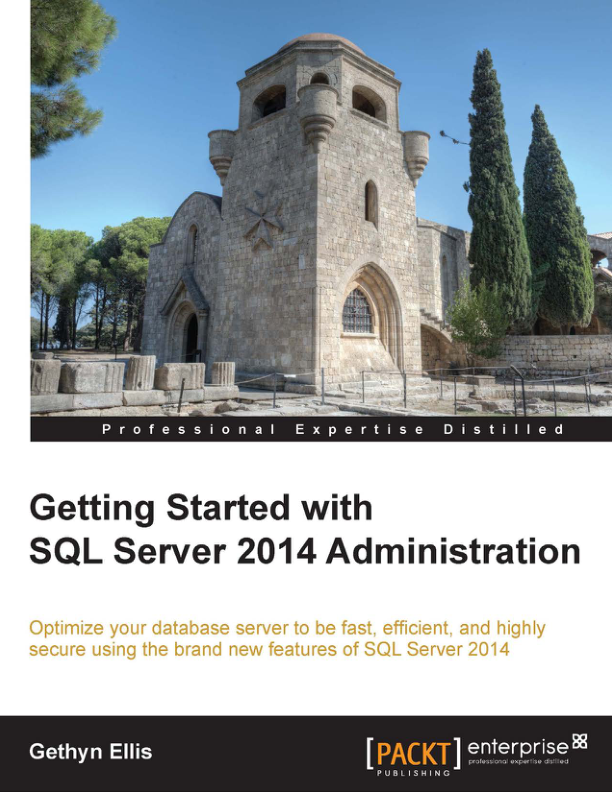 Professional Expertise Distilled
Getting Started with
SQL Server 2014 Administration
Optimize your database server to be fast, efficient, and highly
secure using the brand new features of SQL Server 2014
Gethyn Ellis
[PACKT] enterprise
PUBLISHING professional expertise distilled